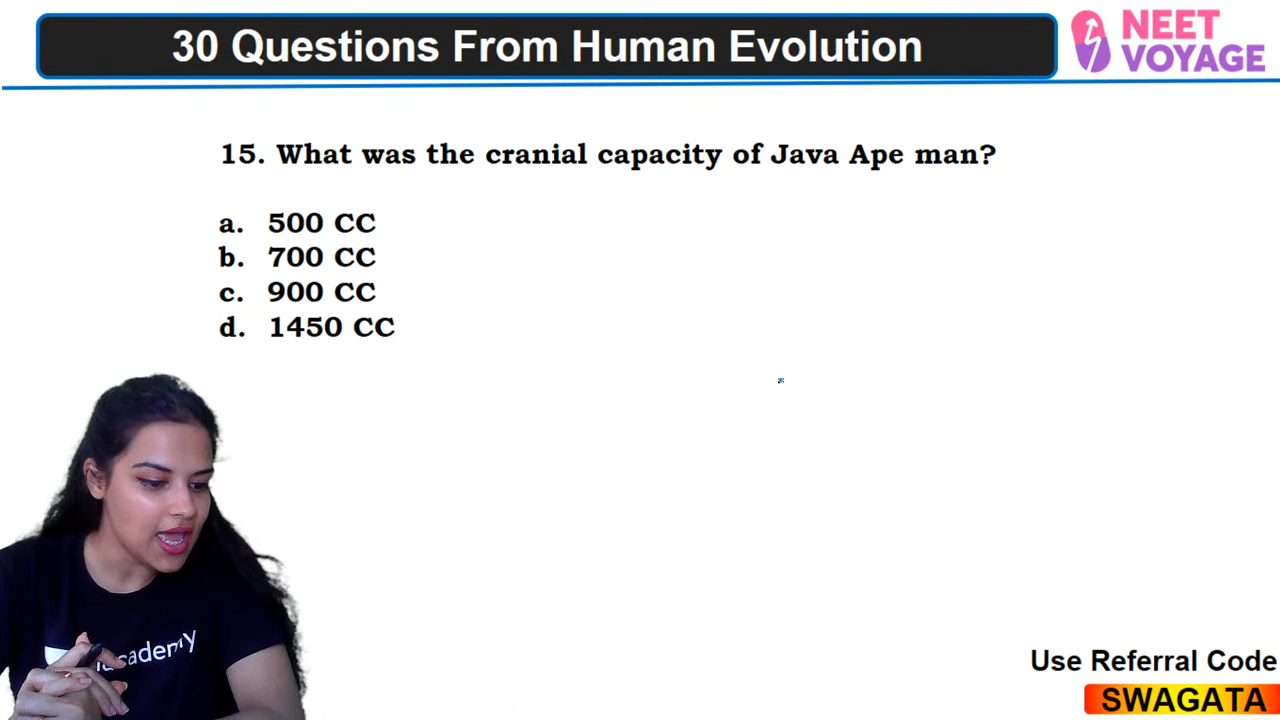 30 Questions From Human Evolution
NEET
VOYAGE
15. What was the cranial capacity of Java Ape man?
a. 500 CC
b. 700 CC
c. 900 CC
d. 1450 CC
Use Referral Code
SWAGATA